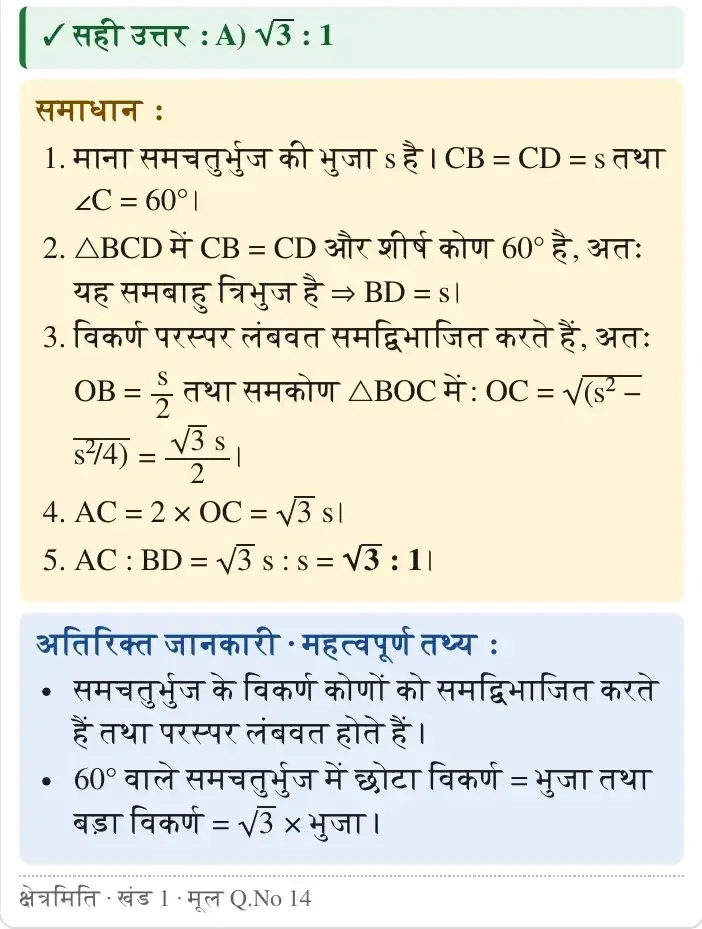 ✓ सही उत्तर : A) √3 : 1
समाधान :
1. माना समचतुर्भुज की भुजा s है। CB = CD = s तथा
∠C = 60°।
2. △BCD में CB = CD और शीर्ष कोण 60° है, अतः
यह समबाहु त्रिभुज है ⇒ BD = s।
3. विकर्ण परस्पर लंबवत समद्विभाजित करते हैं, अतः
OB = s/2 तथा समकोण △BOC में : OC = √(s² −
s²/4) = √3 s/2।
4. AC = 2 × OC = √3 s।
5. AC : BD = √3 s : s = √3 : 1।
अतिरिक्त जानकारी · महत्वपूर्ण तथ्य :
• समचतुर्भुज के विकर्ण कोणों को समद्विभाजित करते
हैं तथा परस्पर लंबवत होते हैं।
• 60° वाले समचतुर्भुज में छोटा विकर्ण = भुजा तथा
बड़ा विकर्ण = √3 × भुजा।
क्षेत्रमिति · खंड 1 · मूल Q.No 14